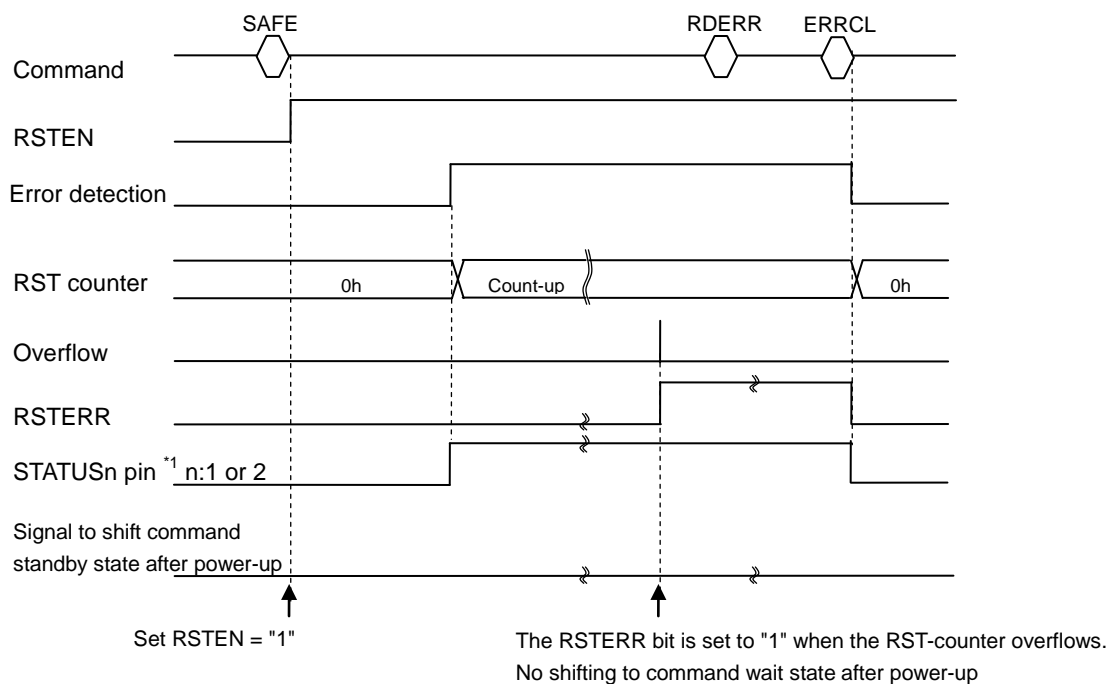 SAFE RDERR ERRCL
Command
RSTEN
Error detection
RST counter 0h Count-up 0h
Overflow
RSTERR
STATUSn pin *1 n:1 or 2
Signal to shift command
standby state after power-up
Set RSTEN = "1"
The RSTERR bit is set to "1" when the RST-counter overflows.
No shifting to command wait state after power-up